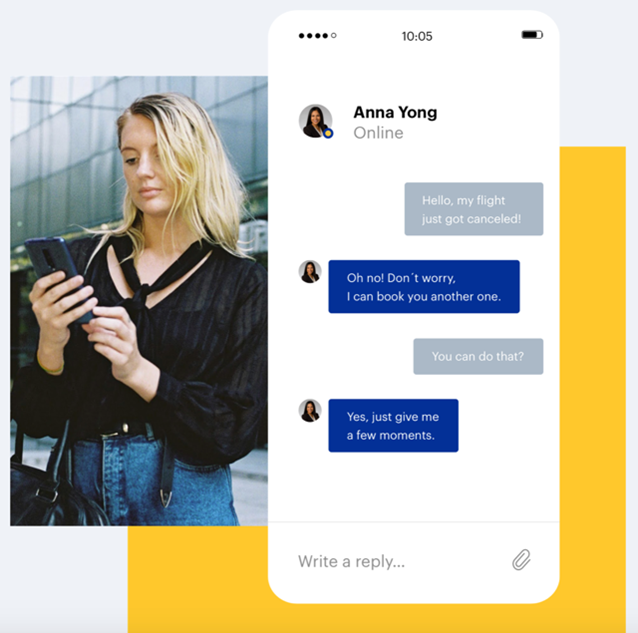 10:05
Anna Yong
Online
Hello, my flight
just got canceled!
Oh no! Don´t worry,
I can book you another one.
You can do that?
Yes, just give me
a few moments.
Write a reply...